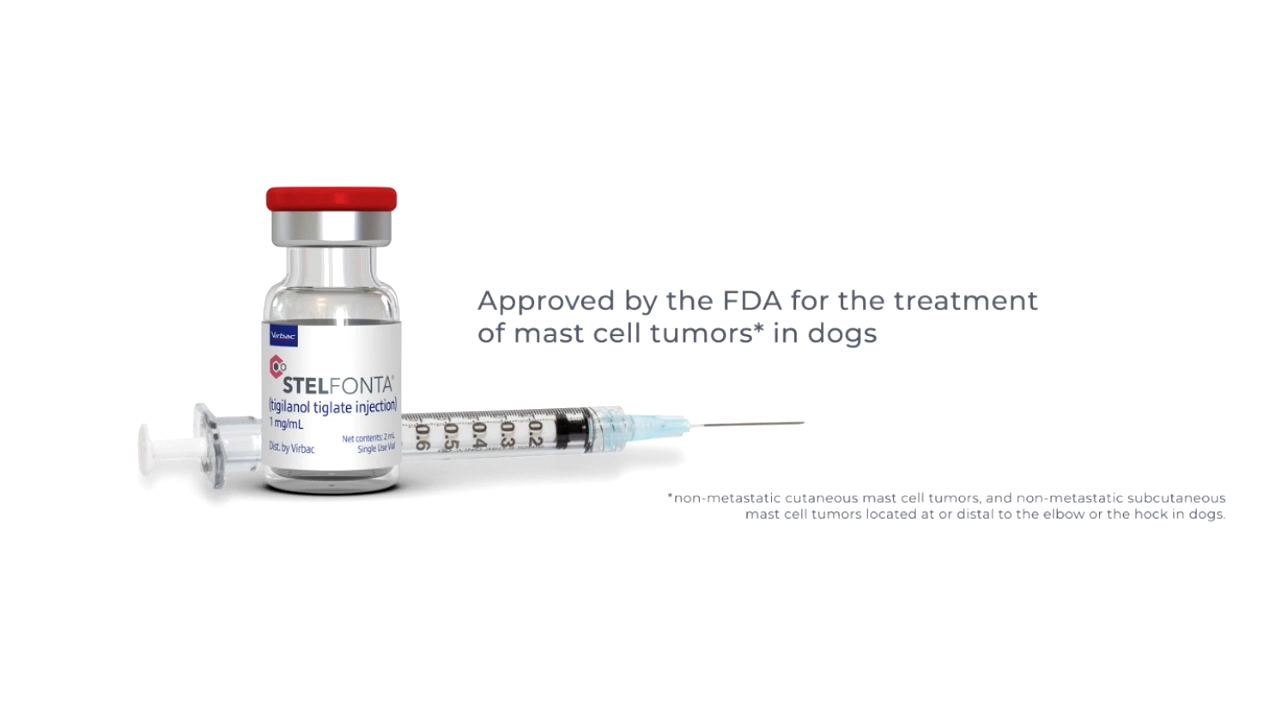 Virbac
STELFONTA®
(tigilanol tiglate injection)
1 mg/mL
Net contents: 2 mL
Dist. by Virbac
Single Use Vial
0.6 0.5 0.4 0.3 0.2
Approved by the FDA for the treatment
of mast cell tumors* in dogs
*non-metastatic cutaneous mast cell tumors, and non-metastatic subcutaneous
mast cell tumors located at or distal to the elbow or the hock in dogs.